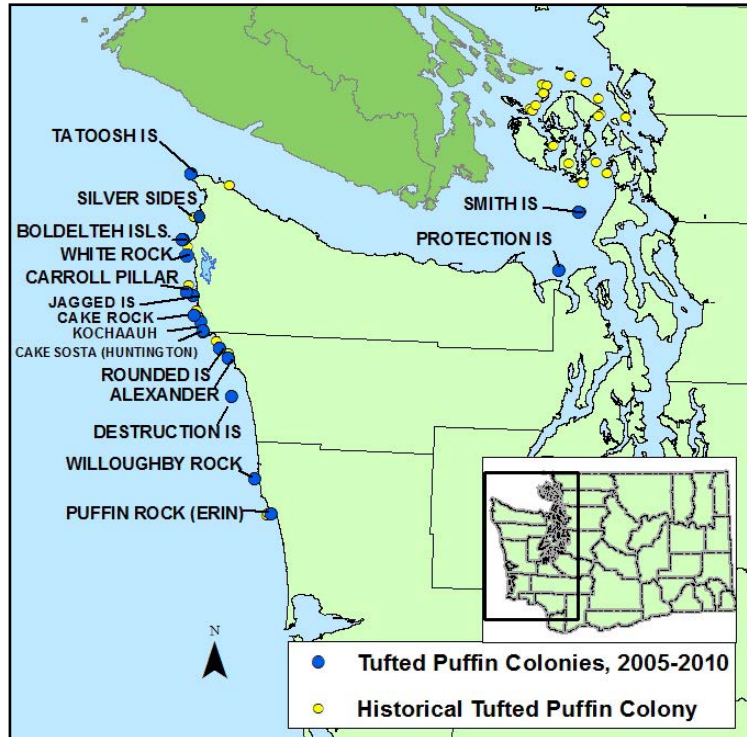 TATOOSH IS
SILVER SIDES
SMITH IS
BOLDELTEH ISLS.
PROTECTION IS
WHITE ROCK
CARROLL PILLAR
JAGGED IS
CAKE ROCK
KOCHAAUH
CAKE SOSTA (HUNTINGTON)
ROUNDED IS
ALEXANDER
DESTRUCTION IS
WILLOUGHBY ROCK
PUFFIN ROCK (ERIN)
N
Tufted Puffin Colonies, 2005-2010
Historical Tufted Puffin Colony